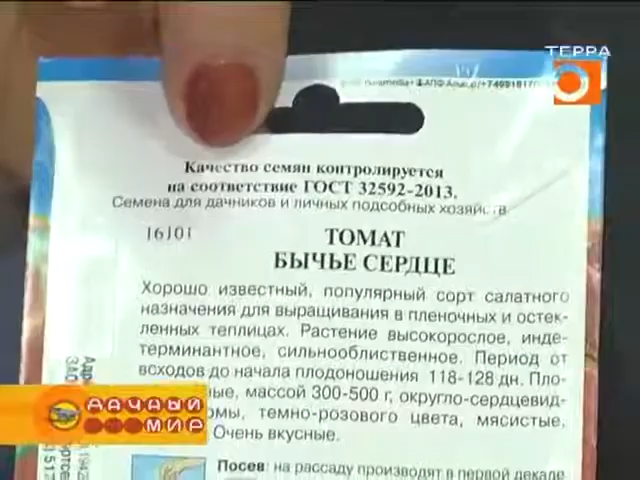 ТЕРРА
Качество семян контролируется
на соответствие ГОСТ 32592-2013.
Семена для дачников и личных подсобных хозяйств
16101
ТОМАТ
БЫЧЬЕ СЕРДЦЕ
Хорошо известный, популярный сорт салатного
назначения для выращивания в пленочных и остек-
ленных теплицах. Растение высокорослое, инде-
терминантное, сильнооблиственное. Период от
всходов до начала плодоношения 118-128 дн. Пло-
ные, массой 300-500 г, округло-сердцевид-
омы, темно-розового цвета, мясистые,
Очень вкусные.
Посев: на рассаду производят в первой декаде
ДАЧНЫЙ
МИР